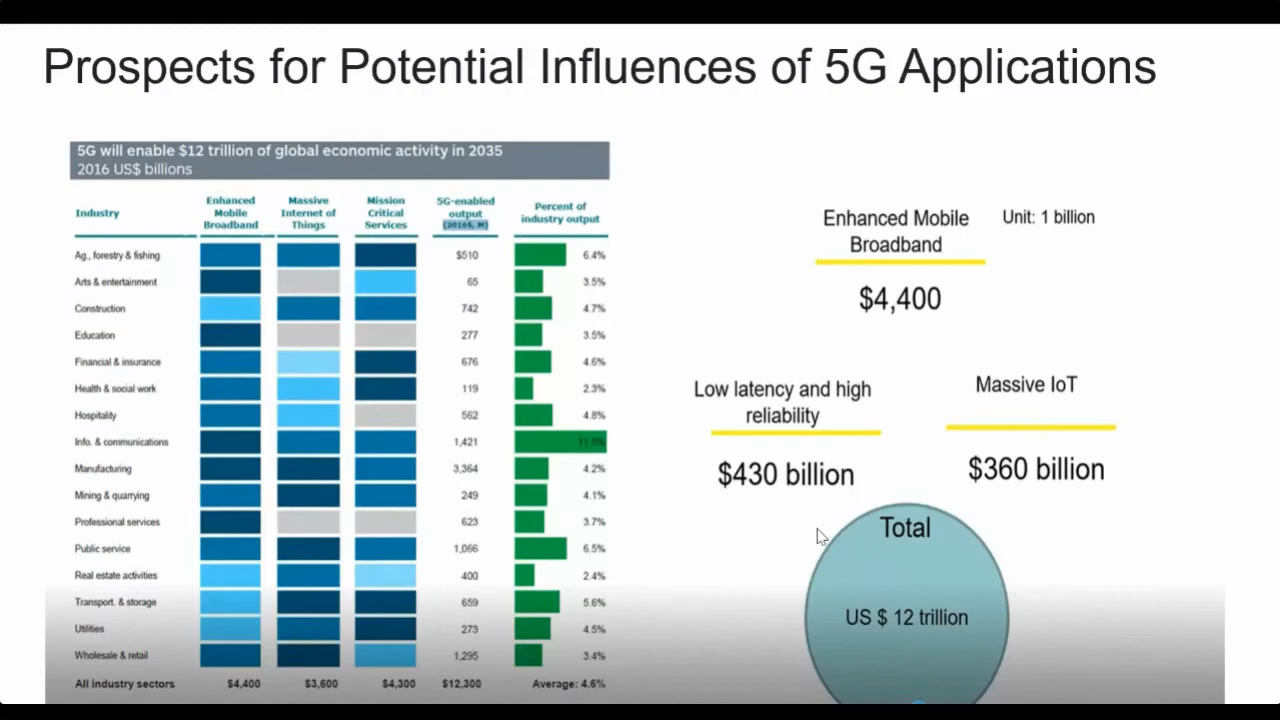 Prospects for Potential Influences of 5G Applications
5G will enable $12 trillion of global economic activity in 2035
2016 US$ billions
Industry
Enhanced
Mobile
Broadband
Massive
Internet of
Things
Mission
Critical
Services
5G-enabled
output
(2016$, M)
Percent of
industry output
Ag., forestry & fishing $510 6.4%
Arts & entertainment 65 3.5%
Construction 742 4.7%
Education 277 3.5%
Financial & insurance 676 4.6%
Health & social work 119 2.3%
Hospitality 562 4.8%
Info. & communications 1,421 11.5%
Manufacturing 3,364 4.2%
Mining & quarrying 249 4.1%
Professional services 623 3.7%
Public service 1,066 6.5%
Real estate activities 400 2.4%
Transport. & storage 659 5.6%
Utilities 273 4.5%
Wholesale & retail 1,295 3.4%
All industry sectors $4,400 $3,600 $4,300 $12,300 Average: 4.6%
Enhanced Mobile
Broadband
Unit: 1 billion
$4,400
Low latency and high
reliability
$430 billion
Massive IoT
$360 billion
Total
US $ 12 trillion